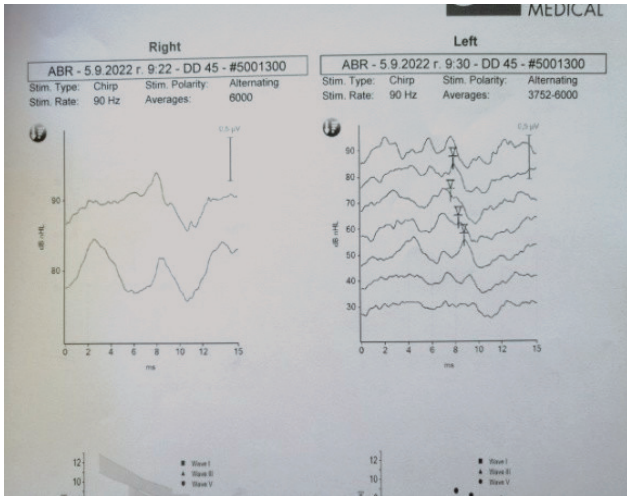 MEDICAL
Right
ABR - 5.9.2022 г. 9:22 - DD 45 - #5001300
Stim. Type: Chirp Stim. Polarity: Alternating
Stim. Rate: 90 Hz Averages: 6000
0,5 µV
90
80
dB nHL
0 2 4 6 8 10 12 15
ms
12
10
Wave I
Wave III
Wave V
Left
ABR - 5.9.2022 г. 9:30 - DD 45 - #5001300
Stim. Type: Chirp Stim. Polarity: Alternating
Stim. Rate: 90 Hz Averages: 3752-6000
0,5 µV
90
80
70
60
50
40
30
dB nHL
0 2 4 6 8 10 12 15
ms
12
10
8
Wave I
Wave III
Wave V